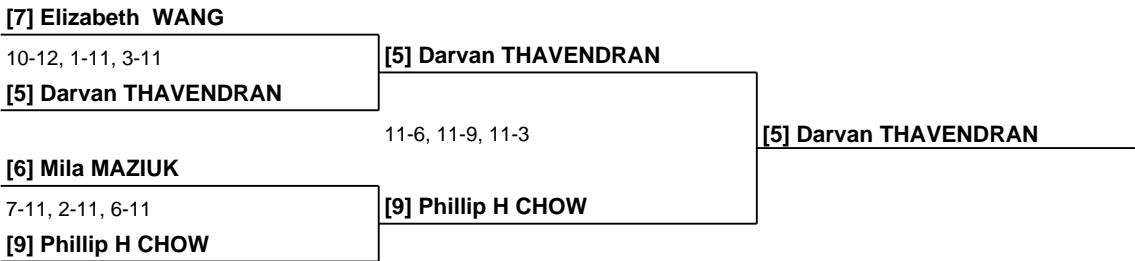 [7] Elizabeth  WANG
10-12, 1-11, 3-11
[5] Darvan THAVENDRAN
[5] Darvan THAVENDRAN
11-6, 11-9, 11-3
[5] Darvan THAVENDRAN
[6] Mila MAZIUK
7-11, 2-11, 6-11
[9] Phillip H CHOW
[9] Phillip H CHOW